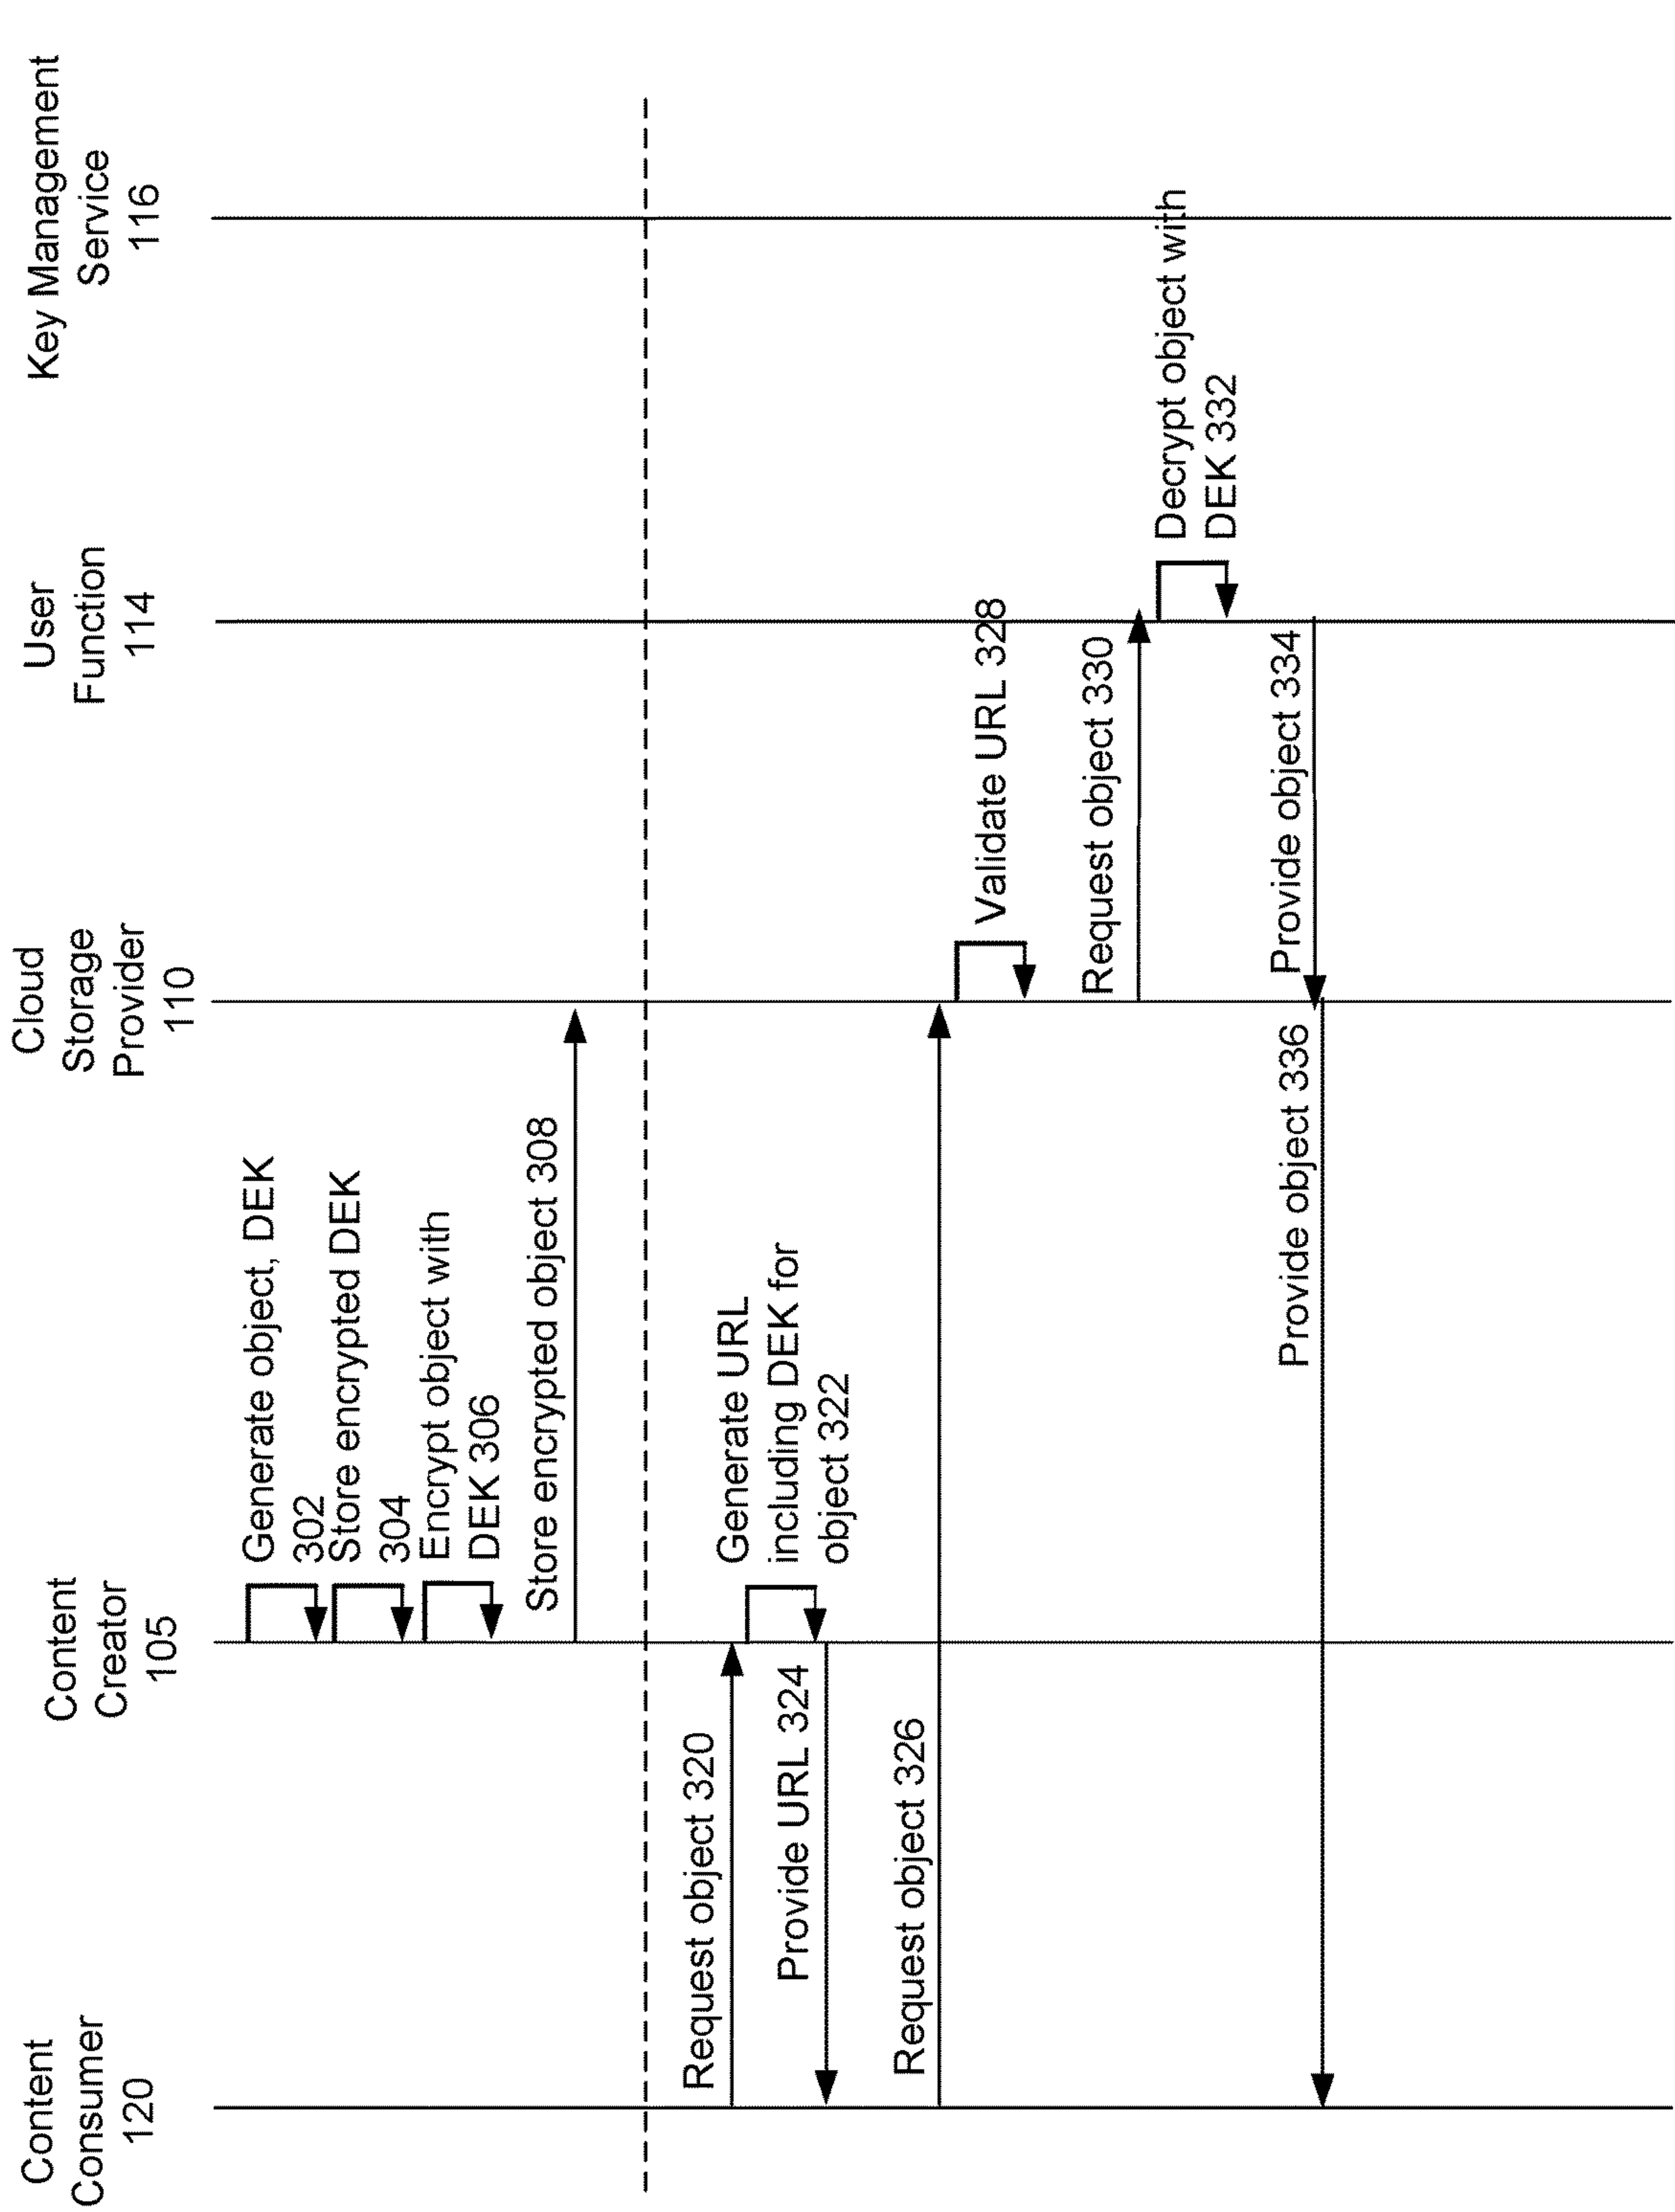 Content
Consumer
120
Content
Creator
105
Cloud
Storage
Provider
110
User
Function
114
Key Management
Service
116
Generate object, DEK
302
Store encrypted DEK
304
Encrypt object with
DEK 306
Store encrypted object 308
Request object 320
Generate URL
including DEK for
object 322
Provide URL 324
Request object 326
Validate URL 328
Request object 330
Decrypt object with
DEK 332
Provide object 334
Provide object 336